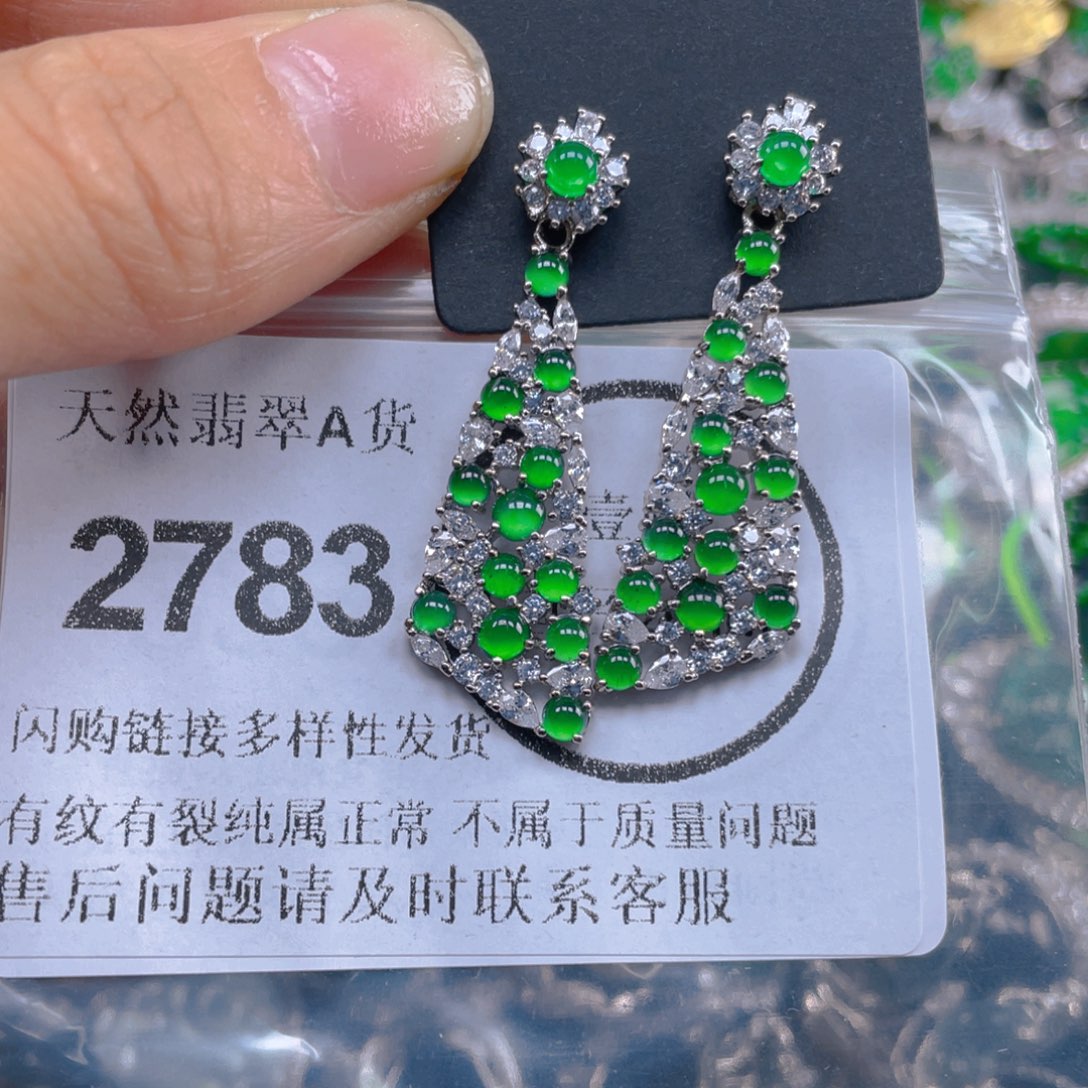 天然翡翠A货
壹
2783
闪购链接多样性发货
有纹有裂纯属正常 不属于质量问题
售后问题请及时联系客服